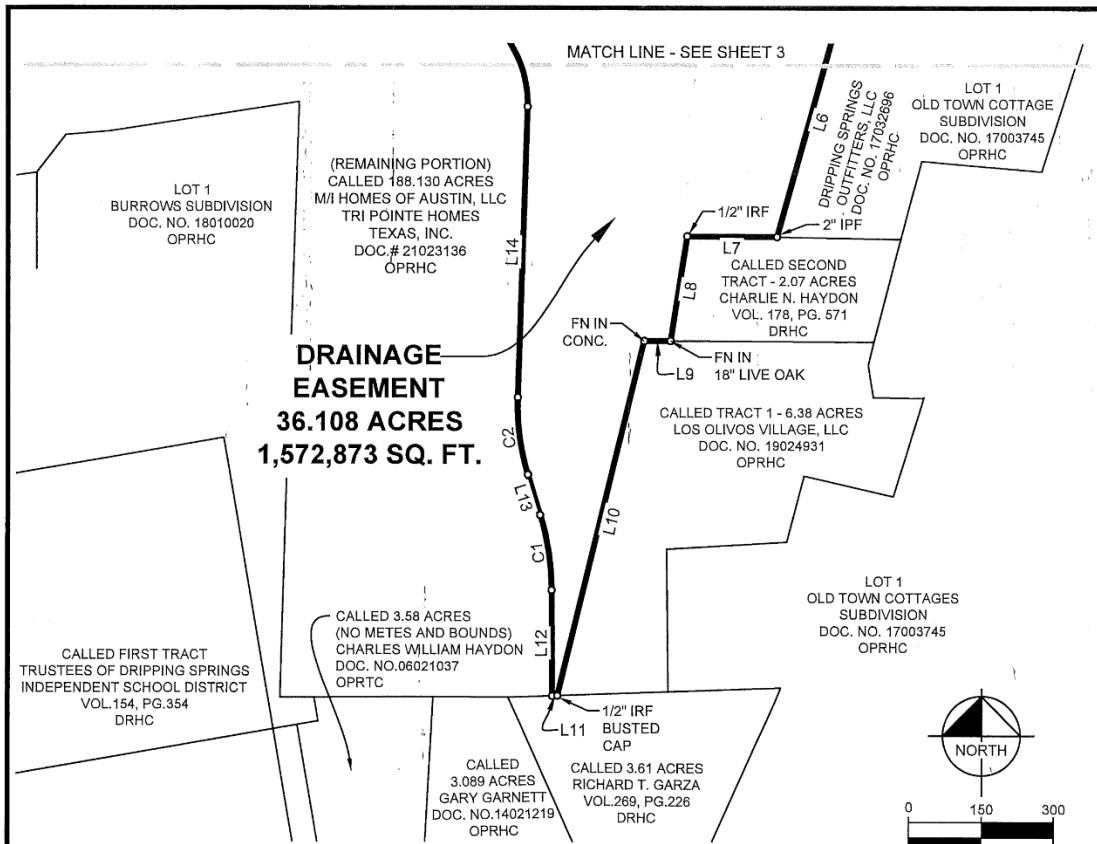 MATCH LINE - SEE SHEET 3
L6
DRIPPING SPRINGS
OUTFITTERS, LLC
DOC. NO. 17032696
OPRHC
LOT 1
OLD TOWN COTTAGE
SUBDIVISION
DOC. NO. 17003745
OPRHC
LOT 1
BURROWS SUBDIVISION
DOC. NO. 18010020
OPRHC
(REMAINING PORTION)
CALLED 188.130 ACRES
M/I HOMES OF AUSTIN, LLC
TRI POINTE HOMES
TEXAS, INC.
DOC.# 21023136
OPRHC
L14
1/2" IRF
2" IPF
L7
L8
CALLED SECOND
TRACT - 2.07 ACRES
CHARLIE N. HAYDON
VOL. 178, PG. 571
DRHC
FN IN
CONC.
L9
FN IN
18" LIVE OAK
DRAINAGE
EASEMENT
36.108 ACRES
1,572,873 SQ. FT.
CALLED TRACT 1 - 6.38 ACRES
LOS OLIVOS VILLAGE, LLC
DOC. NO. 19024931
OPRHC
C2
L13
L10
C1
L12
LOT 1
OLD TOWN COTTAGES
SUBDIVISION
DOC. NO. 17003745
OPRHC
CALLED 3.58 ACRES
(NO METES AND BOUNDS)
CHARLES WILLIAM HAYDON
DOC. NO.06021037
OPRTC
CALLED FIRST TRACT
TRUSTEES OF DRIPPING SPRINGS
INDEPENDENT SCHOOL DISTRICT
VOL.154, PG.354
DRHC
L11
1/2" IRF
BUSTED
CAP
CALLED
3.089 ACRES
GARY GARNETT
DOC. NO.14021219
OPRHC
CALLED 3.61 ACRES
RICHARD T. GARZA
VOL.269, PG.226
DRHC
NORTH
0 150 300